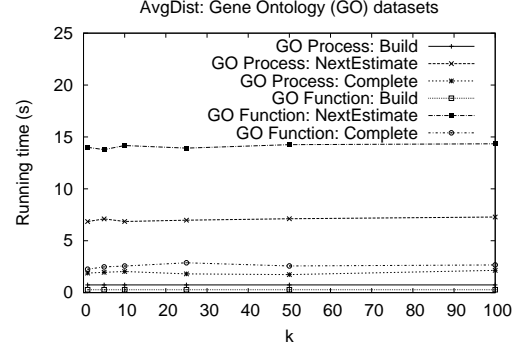 AvgDist: Gene Ontology (GO) datasets
GO Process: Build
GO Process: NextEstimate
GO Process: Complete
GO Function: Build
GO Function: NextEstimate
GO Function: Complete
Running time (s)
25
20
15
10
5
0
0 10 20 30 40 50 60 70 80 90 100
k